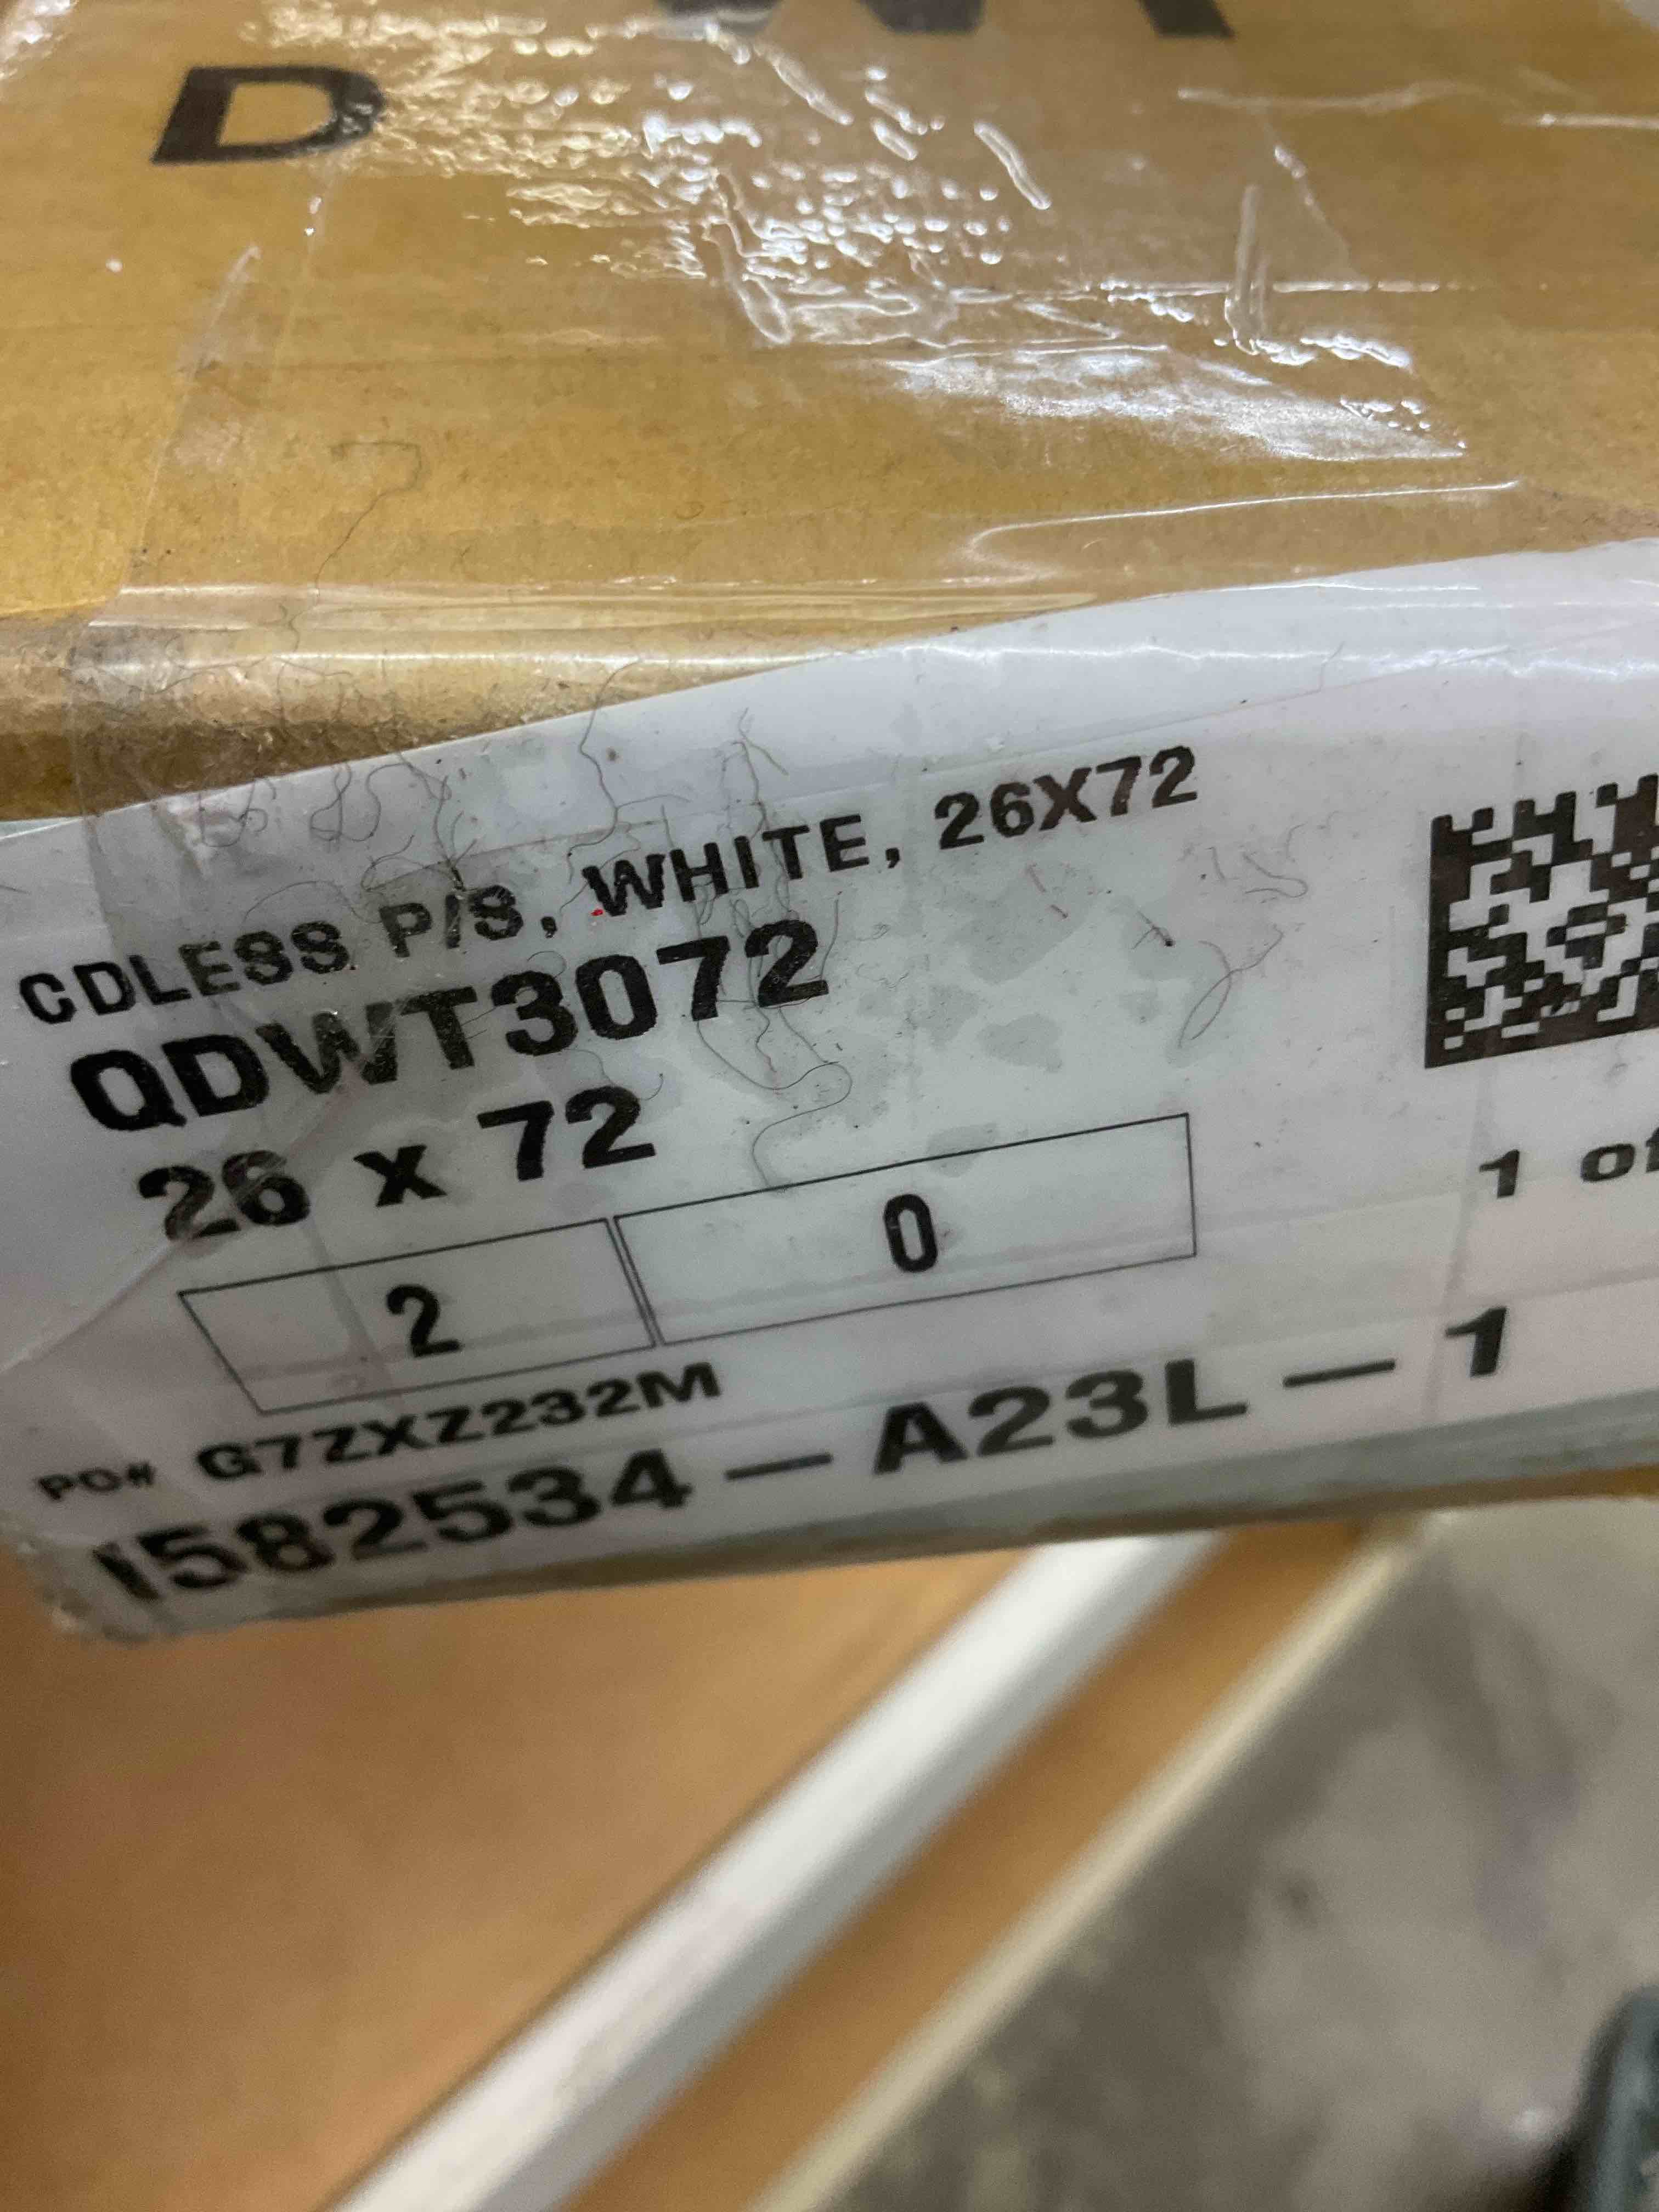 D
CDLESS P/S, WHITE, 26X72
QDWT3072
26 x 72
1 of
2 0
PO# G7ZXZ232M
1582534-A23L-1